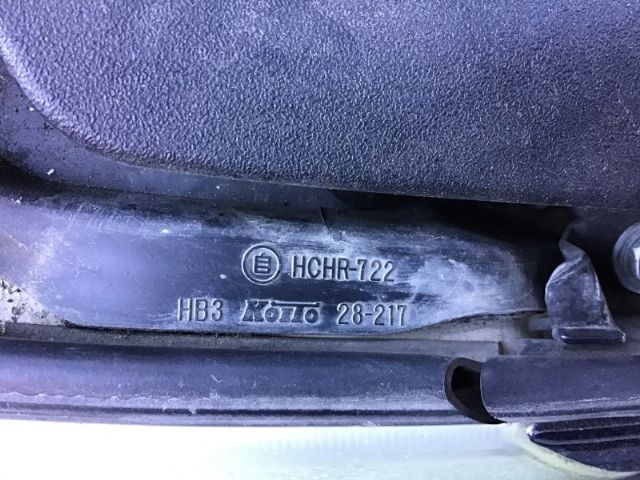 自 HCHR-722
HB3 KOITO 28-217